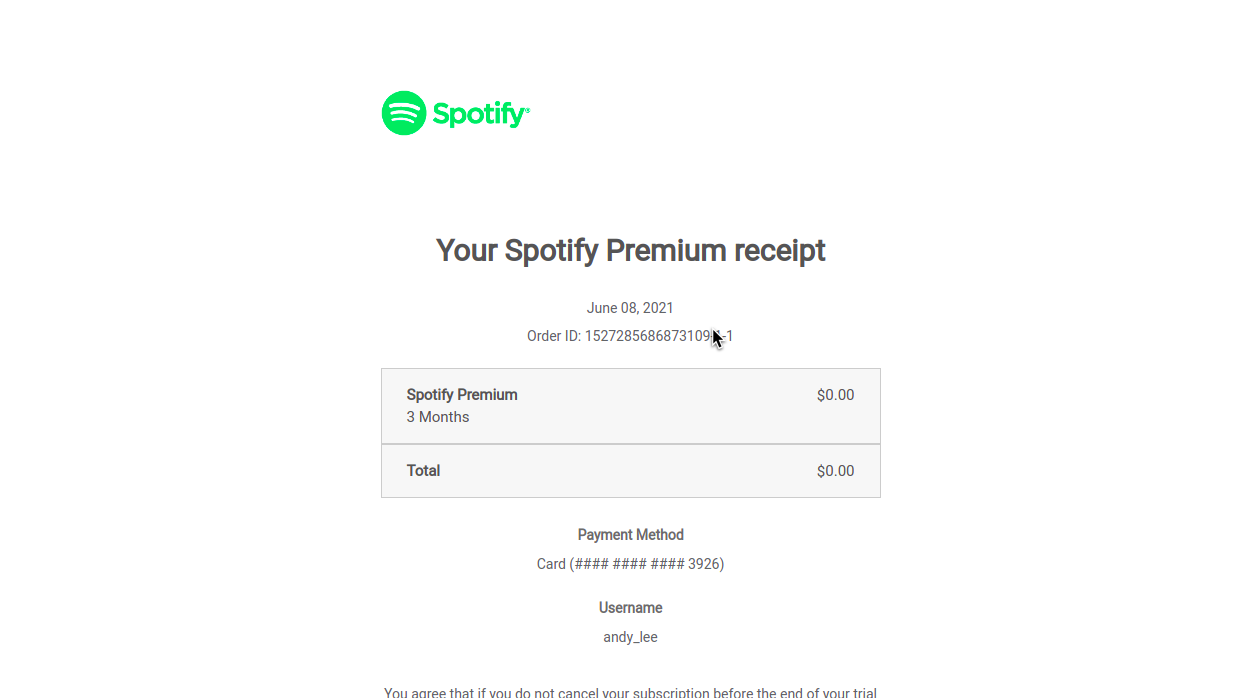 Spotify
Your Spotify Premium receipt
June 08, 2021
Order ID: 1527285686873109 -1
Spotify Premium $0.00
3 Months
Total $0.00
Payment Method
Card (#### #### #### 3926)
Username
andy_lee
You agree that if you do not cancel your subscription before the end of your trial